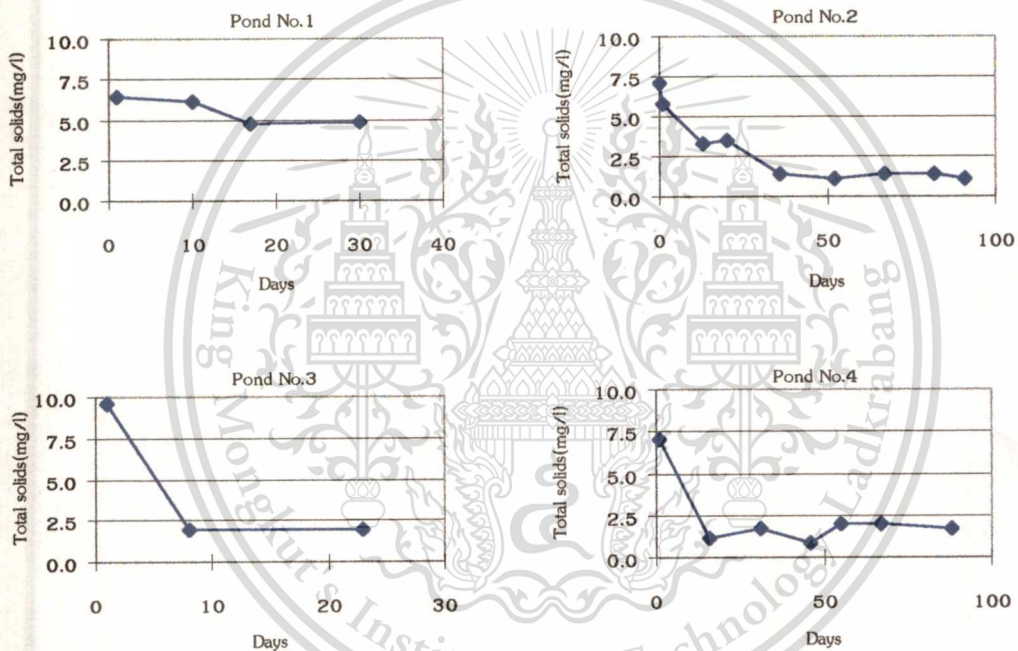 Pond No.1
Total solids(mg/l)
10.0
7.5
5.0
2.5
0.0
0 10 20 30 40
Days
Pond No.2
Total solids(mg/l)
10.0
7.5
5.0
2.5
0.0
0 50 100
Days
Pond No.3
Total solids(mg/l)
10.0
7.5
5.0
2.5
0.0
0 10 20 30
Days
Pond No.4
Total solids(mg/l)
10.0
7.5
5.0
2.5
0.0
0 50 100
Days
King Mongkut's Institute of Technology Ladkrabang